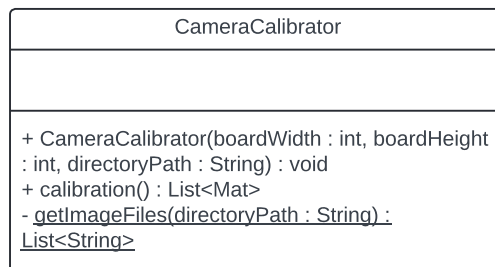 CameraCalibrator
+ CameraCalibrator(boardWidth : int, boardHeight
: int, directoryPath : String) : void
+ calibration() : List<Mat>
- getImageFiles(directoryPath : String) :
List<String>